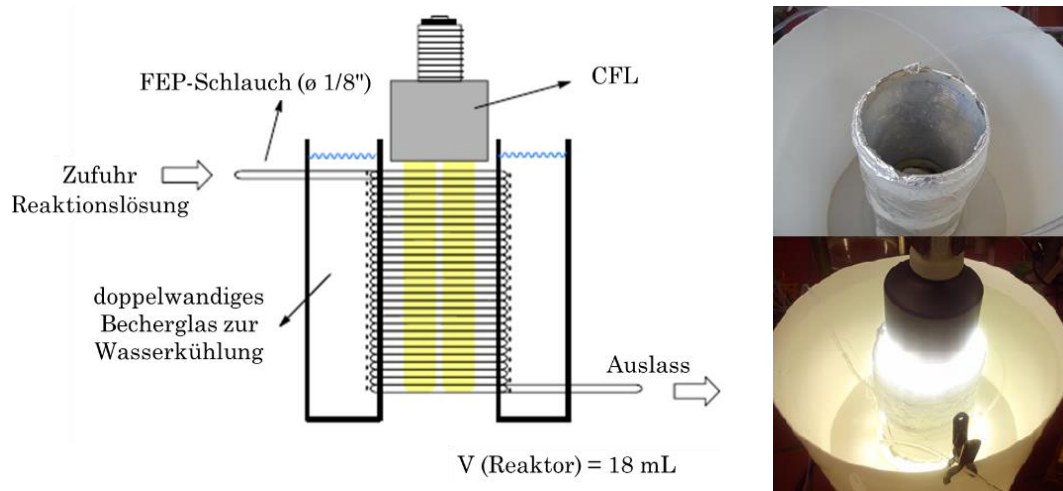 FEP-Schlauch (ø 1/8")
CFL
Zufuhr
Reaktionslösung
doppelwandiges
Becherglas zur
Wasserkühlung
Auslass
V (Reaktor) = 18 mL